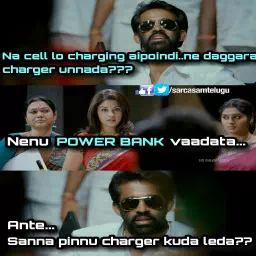 Na cell lo charging aipoindi..ne daggara
charger unnada???
/sarcasamtelugu
Nenu POWER BANK vaadata...
Ante...
Sanna pinnu charger kuda leda??